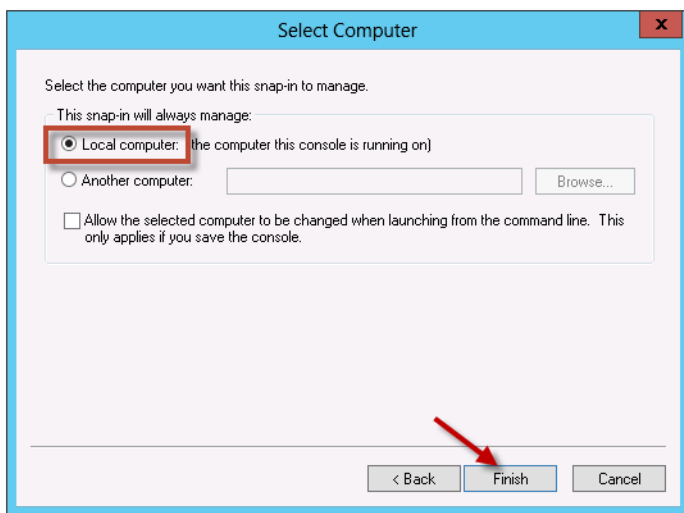 Select Computer
x
Select the computer you want this snap-in to manage.
This snap-in will always manage:
Local computer: the computer this console is running on)
Another computer:
Browse...
Allow the selected computer to be changed when launching from the command line. This
only applies if you save the console.
< Back
Finish
Cancel